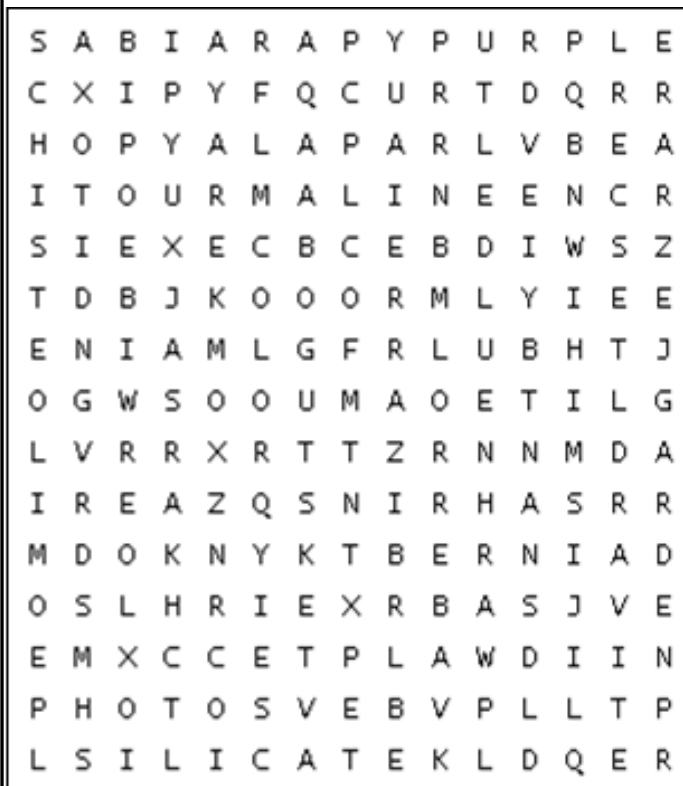 S A B I A R A P Y P U R P L E
C X I P Y F Q C U R T D Q R R
H O P Y A L A P A R L V B E A
I T O U R M A L I N E E N C R
S I E X E C B C E B D I W S Z
T D B J K O O O R M L Y I E E
E N I A M L G F R L U B H T J
O G W S O O U M A O E T I L G
L V R R X R T T Z R N N M D A
I R E A Z Q S N I R H A S R R
M D O K N Y K T B E R N I A D
O S L H R I E X R B A S J V E
E M X C C E T P L A W D I I N
P H O T O S V E B V P L L T P
L S I L I C A T E K L D Q E R